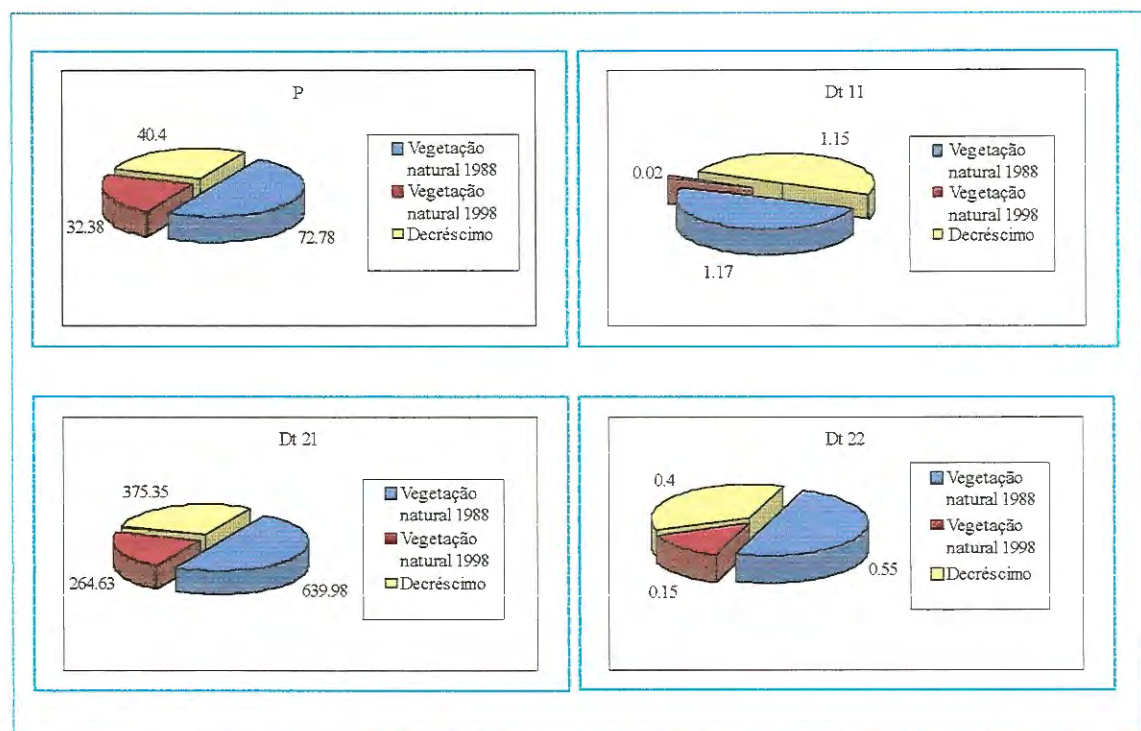 P
40.4
32.38
72.78
Vegetação
natural 1988
Vegetação
natural 1998
Decréscimo
Dt 11
1.15
0.02
1.17
Vegetação
natural 1988
Vegetação
natural 1998
Decréscimo
Dt 21
375.35
264.63
639.98
Vegetação
natural 1988
Vegetação
natural 1998
Decréscimo
Dt 22
0.4
0.15
0.55
Vegetação
natural 1988
Vegetação
natural 1998
Decréscimo